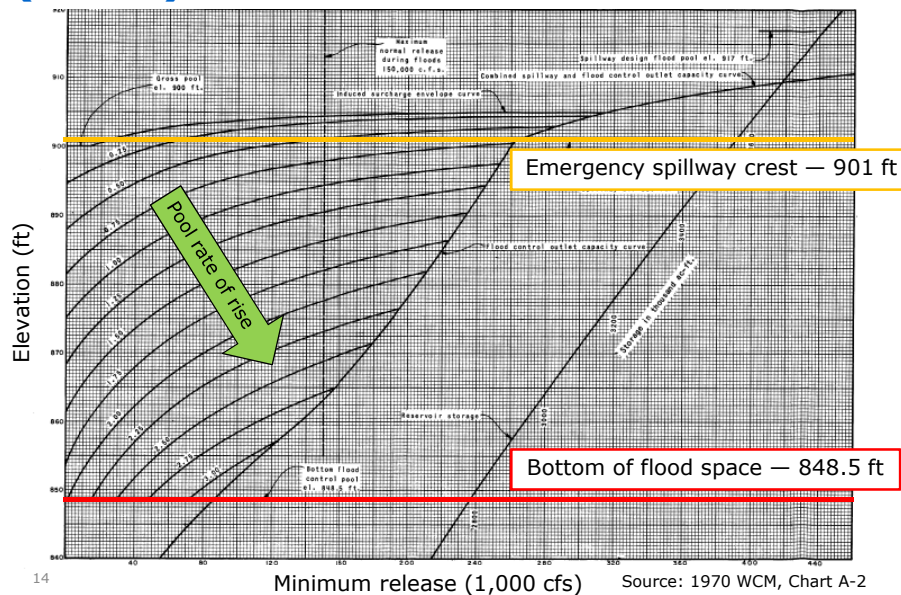 920
910
900
890
880
870
860
850
840
Elevation (ft)
Maximum
normal release
during floods
150,000 c.f.s.
Gross pool
el. 900 ft.
Induced surcharge envelope curve
Spillway design flood pool el. 917 ft.
Combined spillway and flood control outlet capacity curve
Emergency spillway crest — 901 ft
Pool rate of rise
0.25
0.50
0.75
1.00
1.25
1.50
1.75
2.00
2.25
2.50
2.75
3.00
Flood control outlet capacity curve
3400
3200
Storage in thousand ac-ft.
3000
Reservoir storage
Bottom of flood space — 848.5 ft
Bottom flood
control pool
el. 848.5 ft.
2800
40
80
120
160
200
240
280
320
360
400
440
14
Minimum release (1,000 cfs)
Source: 1970 WCM, Chart A-2